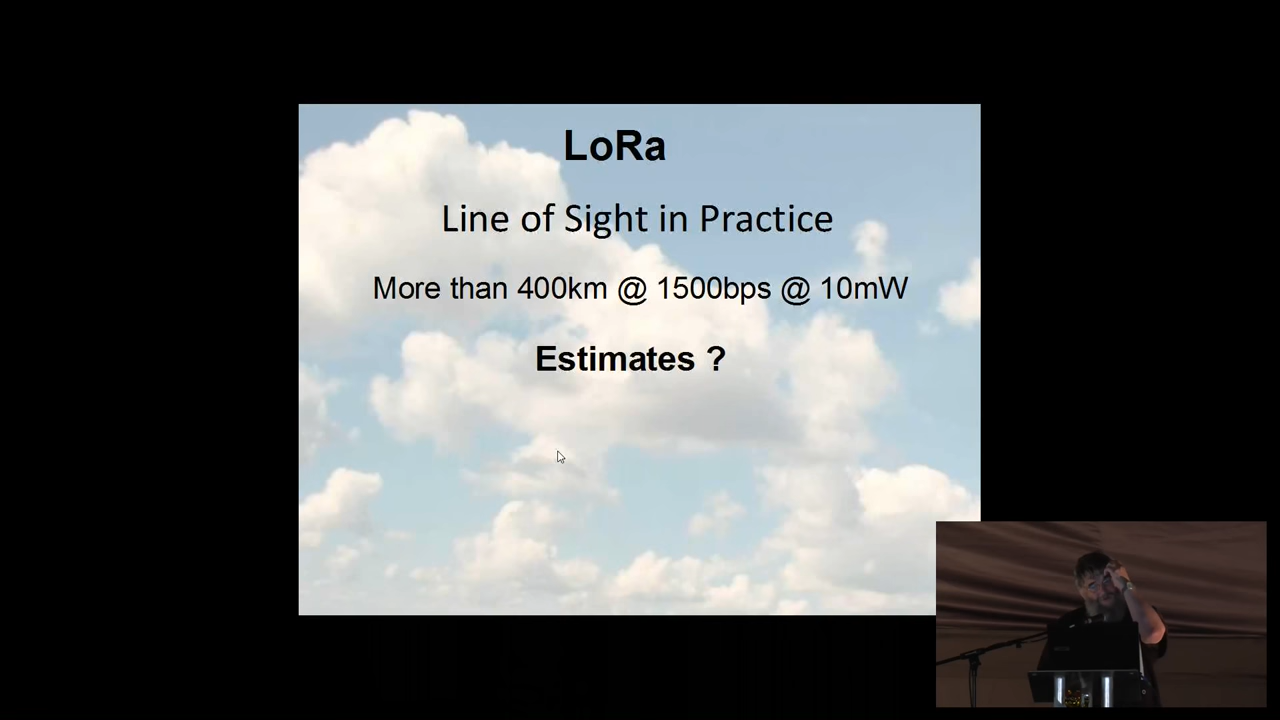 LoRa
Line of Sight in Practice
More than 400km @ 1500bps @ 10mW
Estimates ?